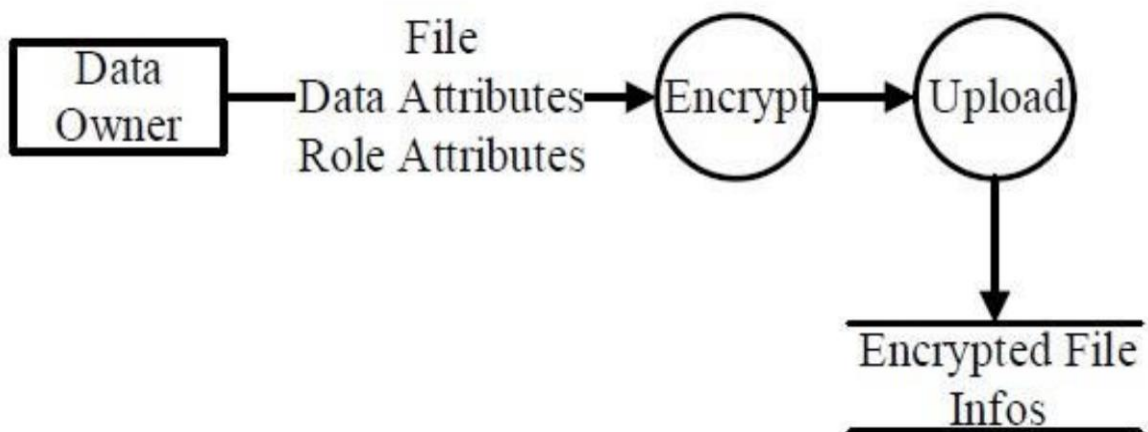 Data
Owner
File
Data Attributes
Role Attributes
Encrypt
Upload
Encrypted File
Infos